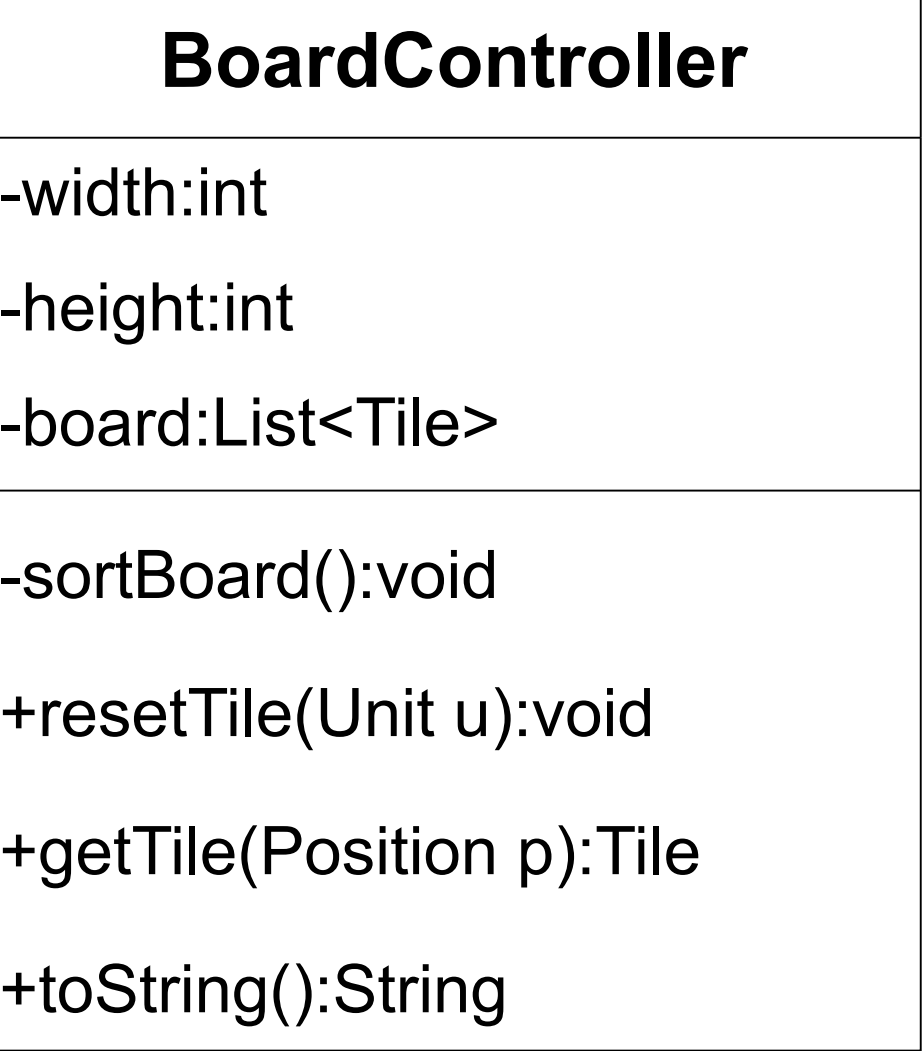 BoardController
-width:int
-height:int
-board:List<Tile>
-sortBoard():void
+resetTile(Unit u):void
+getTile(Position p):Tile
+toString():String